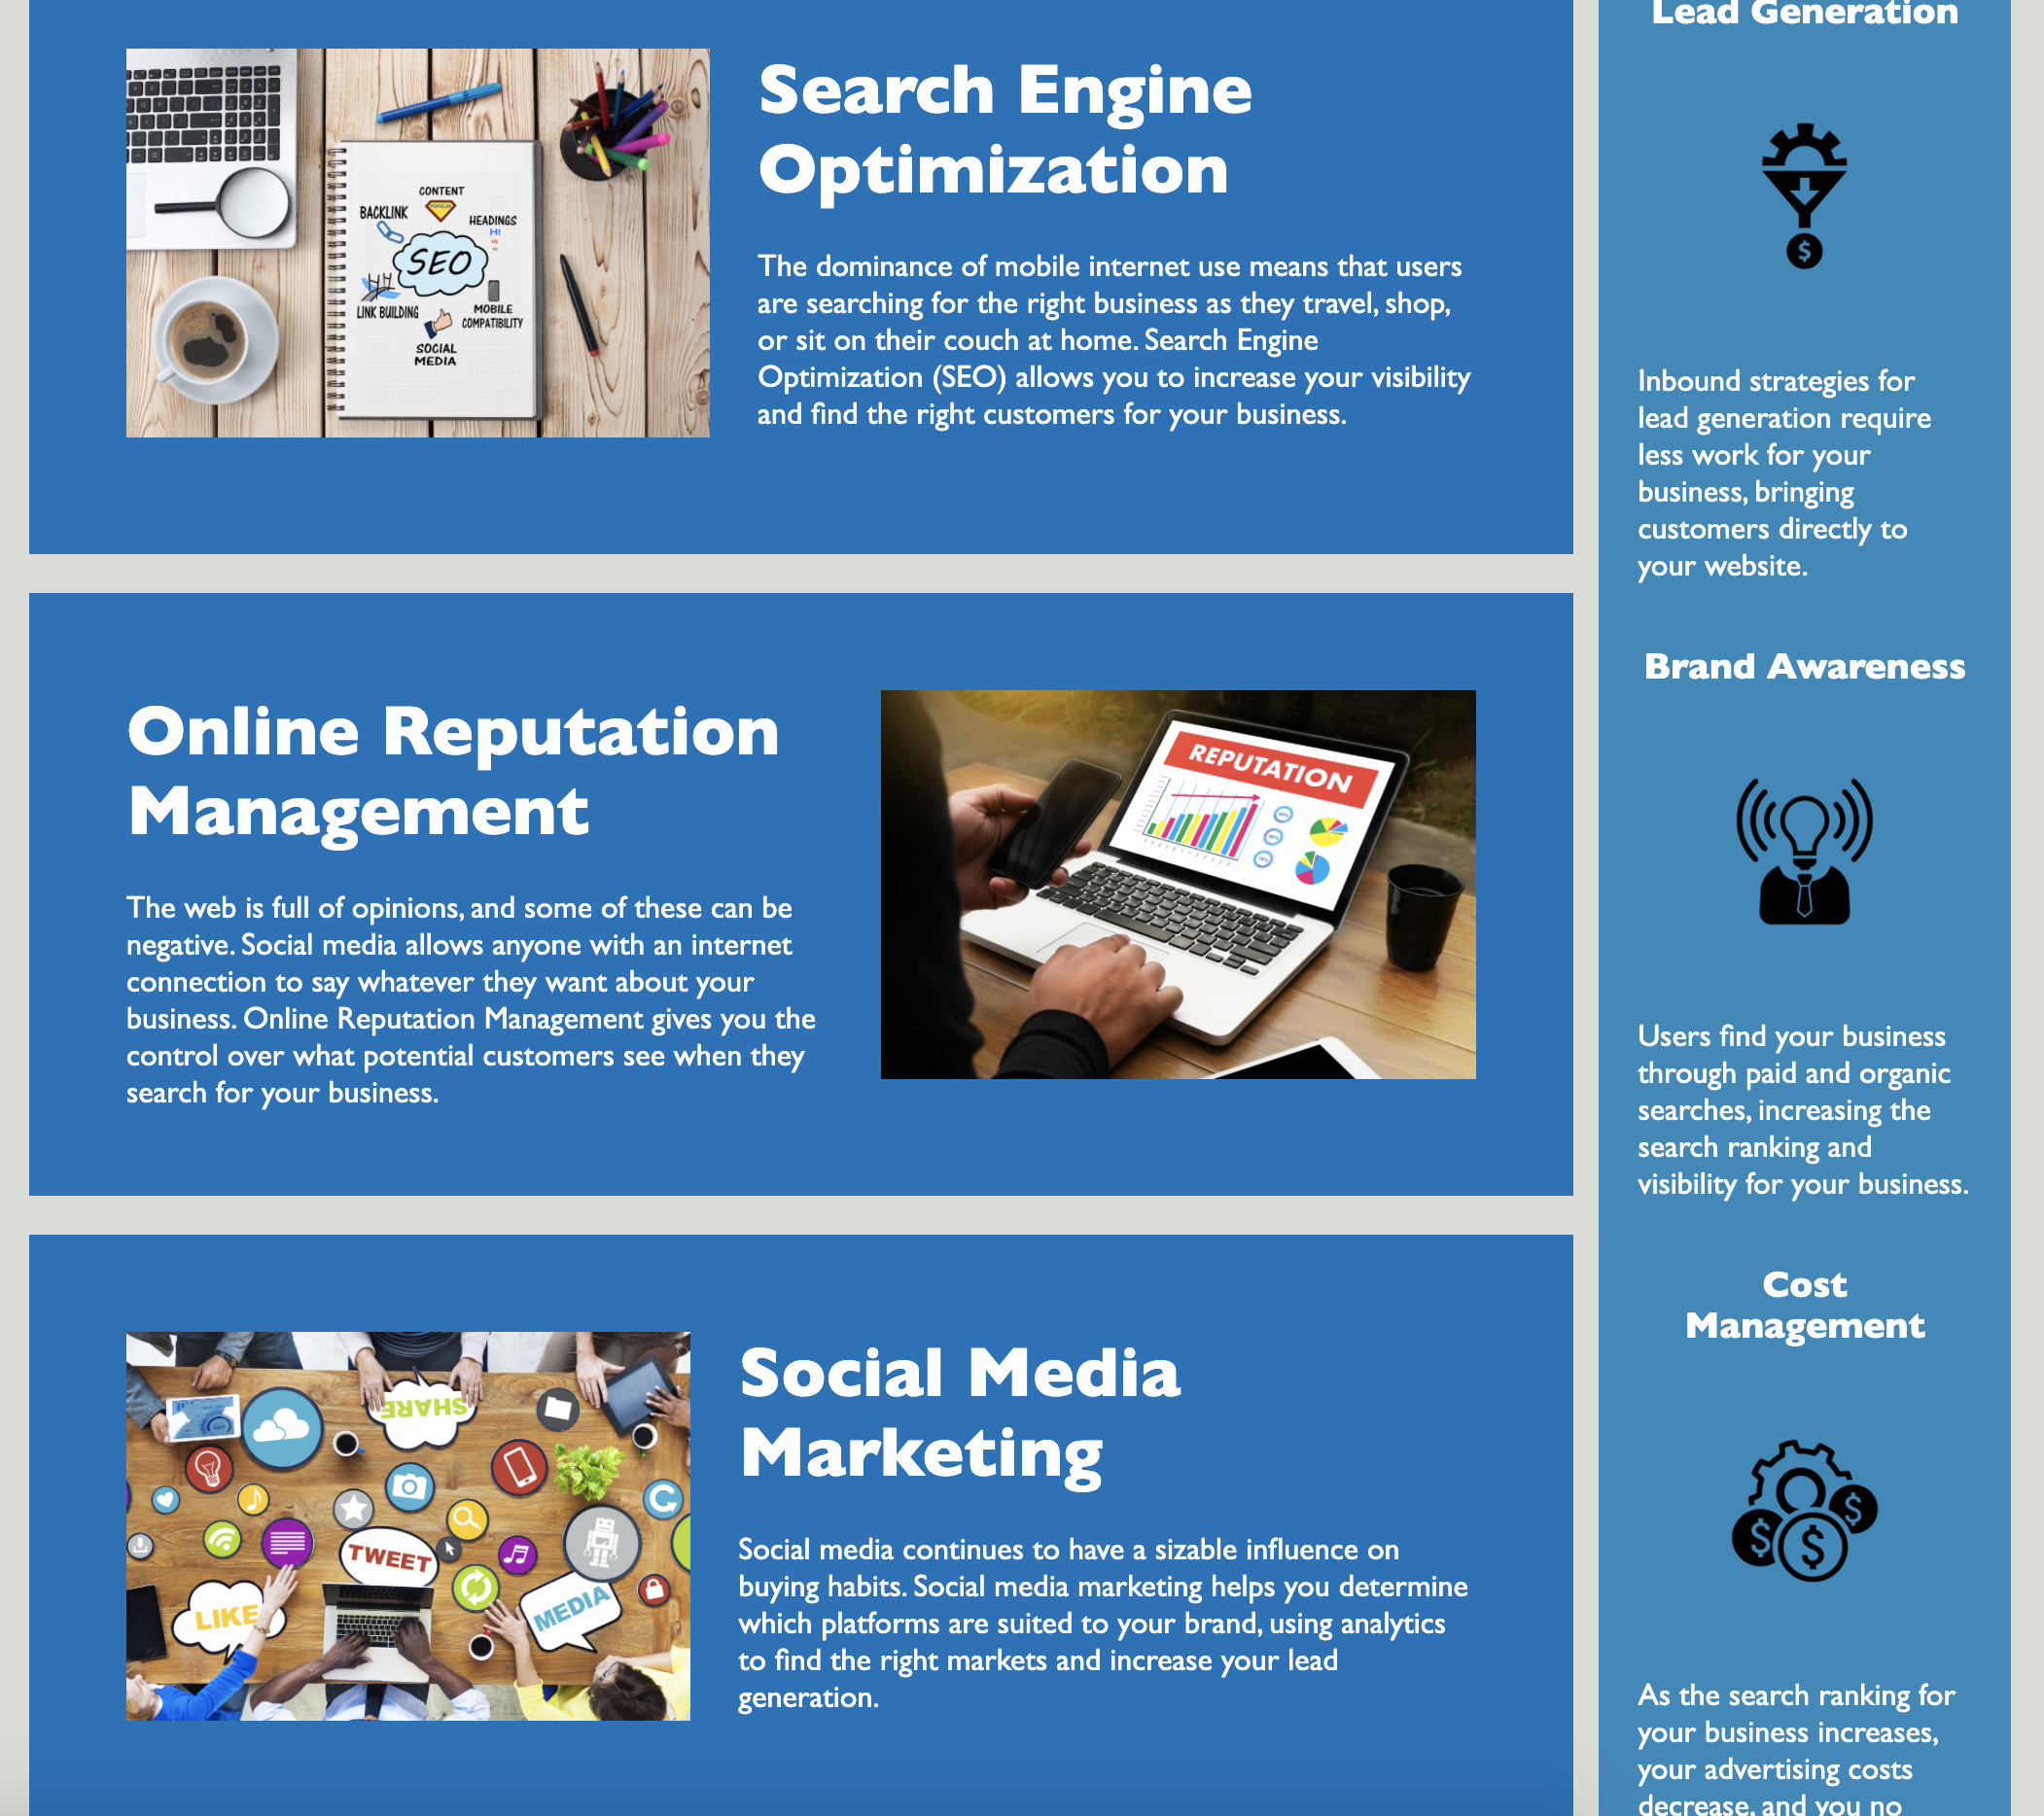 Search Engine
Optimization
The dominance of mobile internet use means that users
are searching for the right business as they travel, shop,
or sit on their couch at home. Search Engine
Optimization (SEO) allows you to increase your visibility
and find the right customers for your business.
CONTENT
BACKLINK
HEADINGS
H1
SEO
LINK BUILDING
MOBILE
COMPATIBILITY
SOCIAL
MEDIA
Online Reputation
Management
The web is full of opinions, and some of these can be
negative. Social media allows anyone with an internet
connection to say whatever they want about your
business. Online Reputation Management gives you the
control over what potential customers see when they
search for your business.
REPUTATION
Social Media
Marketing
Social media continues to have a sizable influence on
buying habits. Social media marketing helps you determine
which platforms are suited to your brand, using analytics
to find the right markets and increase your lead
generation.
SHARE
TWEET
LIKE
MEDIA
Lead Generation
$
Inbound strategies for
lead generation require
less work for your
business, bringing
customers directly to
your website.
Brand Awareness
Users find your business
through paid and organic
searches, increasing the
search ranking and
visibility for your business.
Cost
Management
$ $ $
As the search ranking for
your business increases,
your advertising costs
decrease, and you no